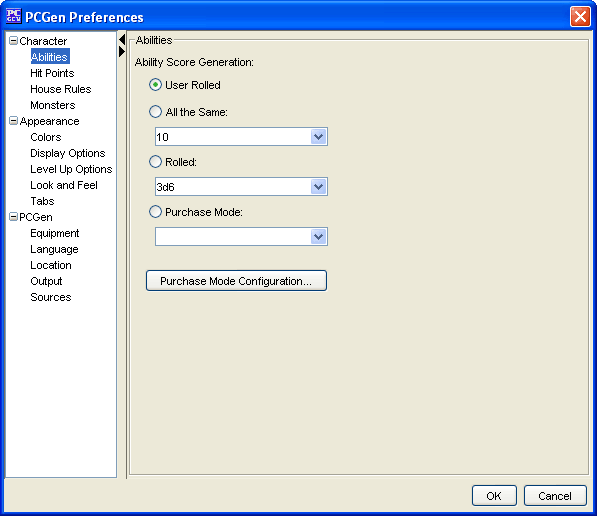 PCGen Preferences
Character
Abilities
Hit Points
House Rules
Monsters
Appearance
Colors
Display Options
Level Up Options
Look and Feel
Tabs
PCGen
Equipment
Language
Location
Output
Sources
Abilities
Ability Score Generation:
User Rolled
All the Same:
10
Rolled:
3d6
Purchase Mode:
Purchase Mode Configuration...
OK
Cancel